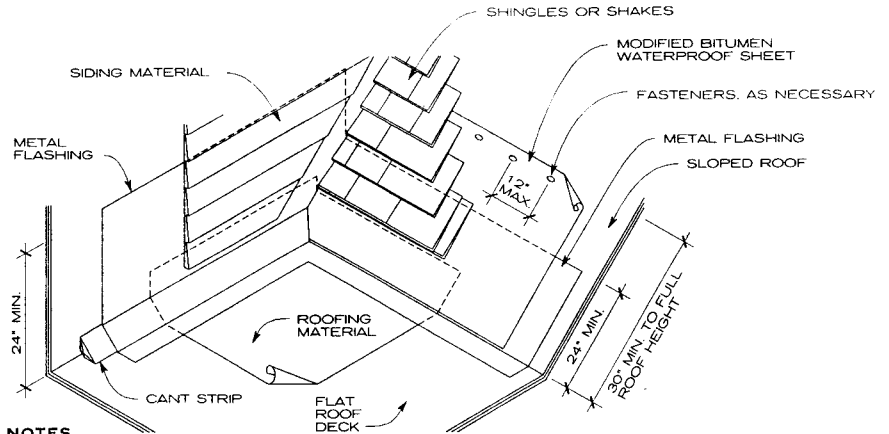 SHINGLES OR SHAKES
MODIFIED BITUMEN
WATERPROOF SHEET
SIDING MATERIAL
FASTENERS, AS NECESSARY
METAL
FLASHING
METAL FLASHING
SLOPED ROOF
12"
MAX.
24" MIN.
ROOFING
MATERIAL
24" MIN.
30" MIN. TO FULL
ROOF HEIGHT
CANT STRIP
FLAT
ROOF
DECK
NOTES